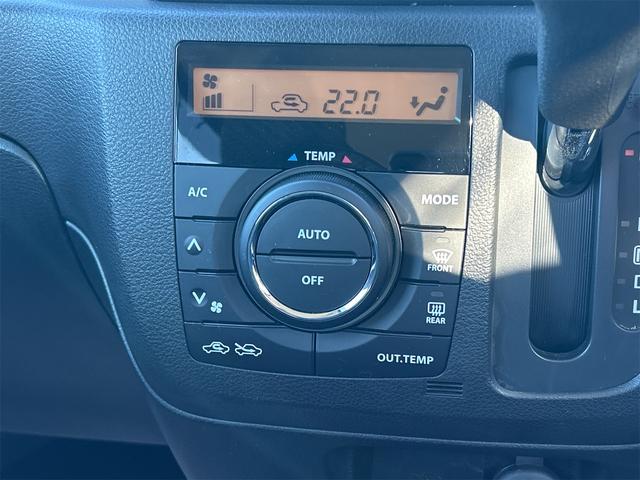 22.0
TEMP
A/C
MODE
AUTO
OFF
FRONT
REAR
OUT.TEMP
D
L